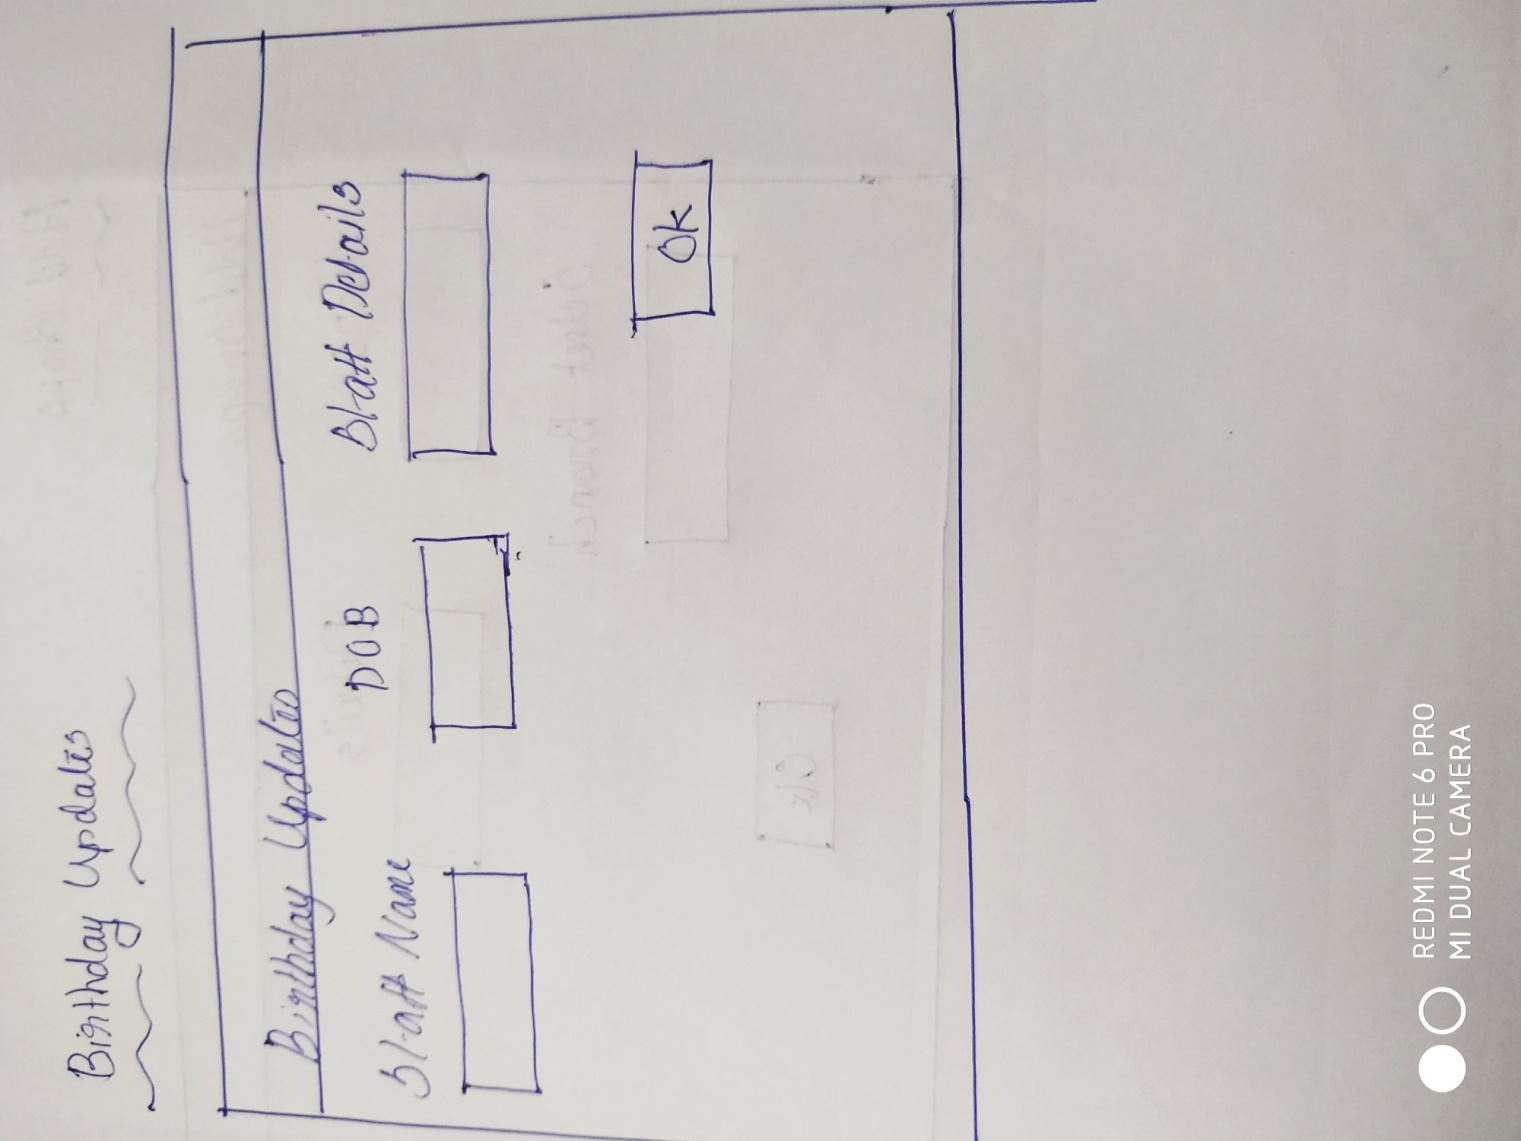 Birthday Updates
Birthday Updates
Staff Name
DOB
Staff Details
OK
REDMI NOTE 6 PRO
MI DUAL CAMERA